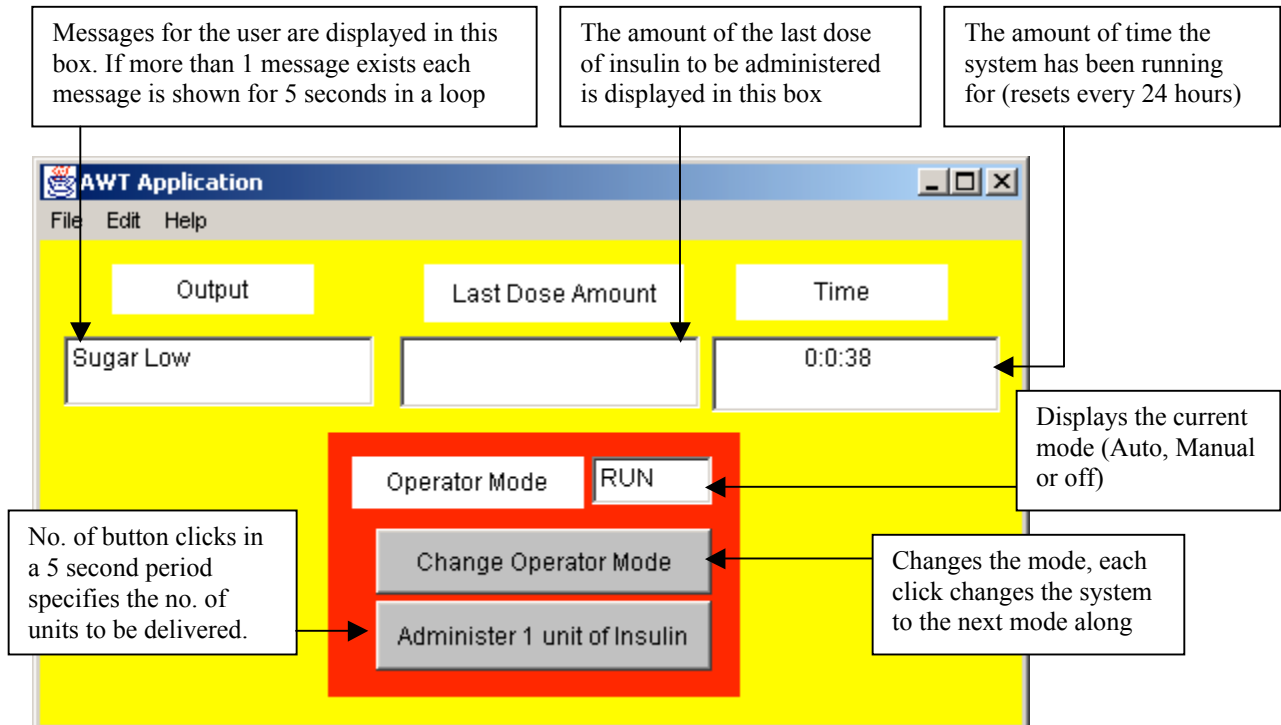 Messages for the user are displayed in this
box. If more than 1 message exists each
message is shown for 5 seconds in a loop
The amount of the last dose
of insulin to be administered
is displayed in this box
The amount of time the
system has been running
for (resets every 24 hours)
AWT Application
File Edit Help
Output
Last Dose Amount
Time
Sugar Low
0:0:38
Displays the current
mode (Auto, Manual
or off)
Operator Mode
RUN
No. of button clicks in
a 5 second period
specifies the no. of
units to be delivered.
Change Operator Mode
Administer 1 unit of Insulin
Changes the mode, each
click changes the system
to the next mode along